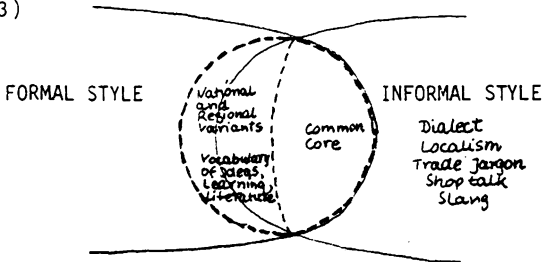 3)
FORMAL STYLE
National
and
Regional
Variants
Vocabulary
of Ideas,
Learning,
Literature
Common
Core
INFORMAL STYLE
Dialect
Localism
Trade jargon
Shop talk
Slang